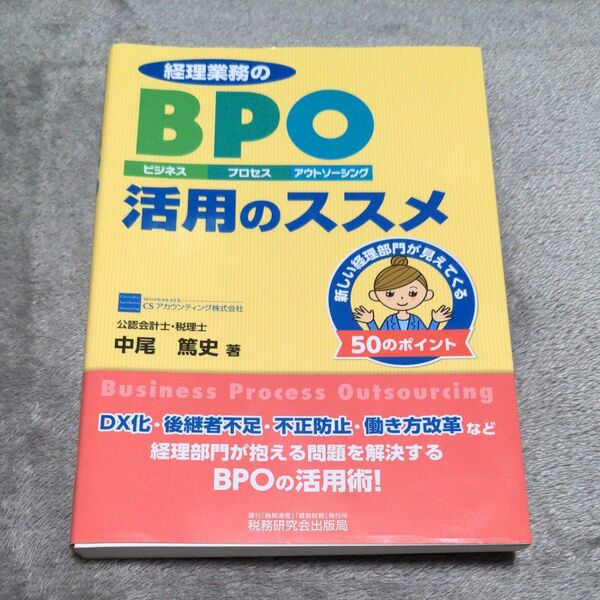 経理業務の
BPO
ビジネス プロセス アウトソーシング
活用のススメ
新しい経理部門が見えてくる
50のポイント
CSアカウンティング株式会社
公認会計士・税理士
中尾 篤史 著
Business Process Outsourcing
DX化・後継者不足・不正防止・働き方改革など
経理部門が抱える問題を解決する
BPOの活用術!
週刊「税務通信」「経営財務」発行所
税務研究会出版局